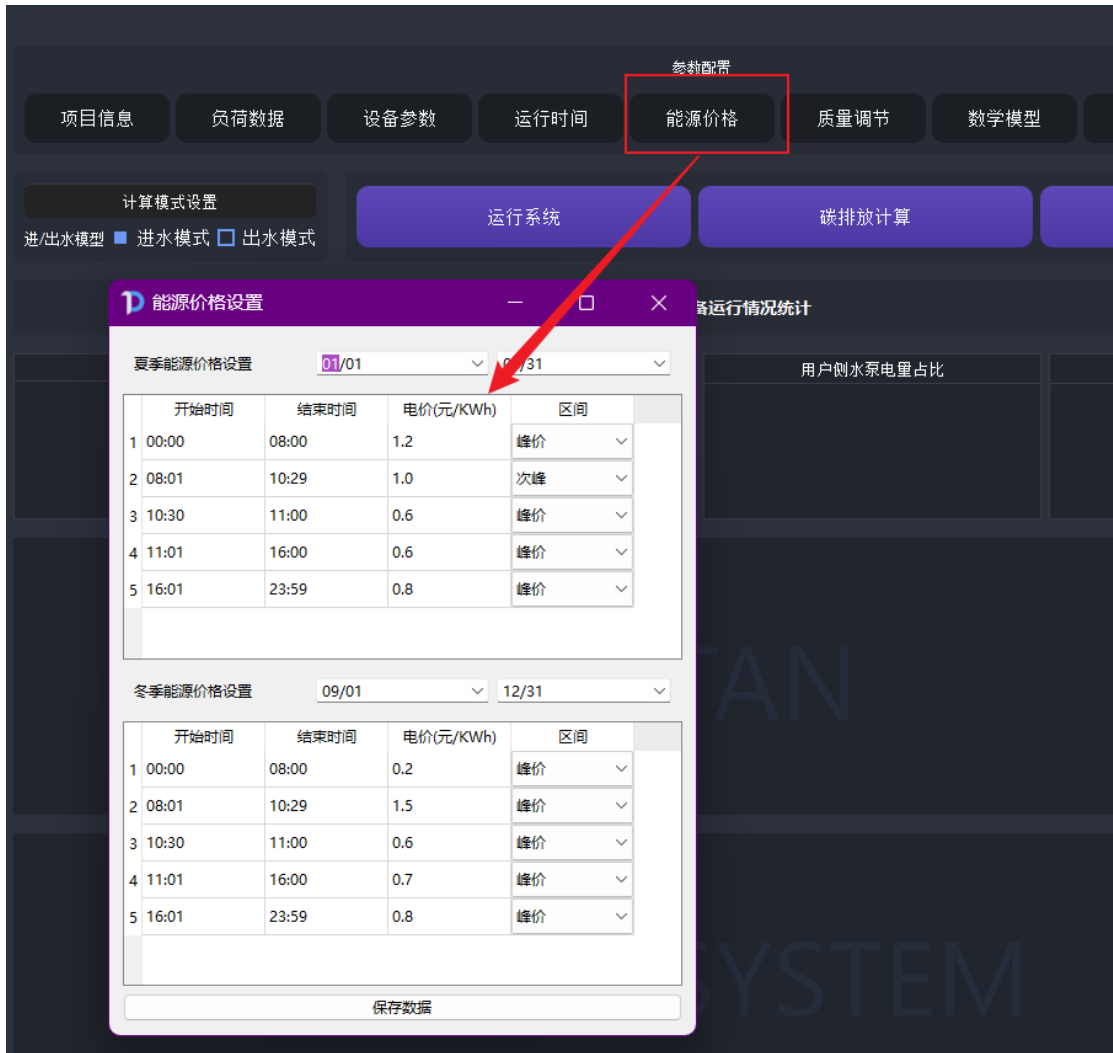 参数配置
项目信息 负荷数据 设备参数 运行时间 能源价格 质量调节 数学模型
计算模式设置
进/出水模型 进水模式 出水模式
运行系统 碳排放计算
能源价格设置
备运行情况统计
夏季能源价格设置 01/01 /31
用户侧水泵电量占比
开始时间 结束时间 电价(元/KWh) 区间
1 00:00 08:00 1.2 峰价
2 08:01 10:29 1.0 次峰
3 10:30 11:00 0.6 峰价
4 11:01 16:00 0.6 峰价
5 16:01 23:59 0.8 峰价
TAN
冬季能源价格设置 09/01 12/31
开始时间 结束时间 电价(元/KWh) 区间
1 00:00 08:00 0.2 峰价
2 08:01 10:29 1.5 峰价
3 10:30 11:00 0.6 峰价
4 11:01 16:00 0.7 峰价
5 16:01 23:59 0.8 峰价
SYSTEM
保存数据